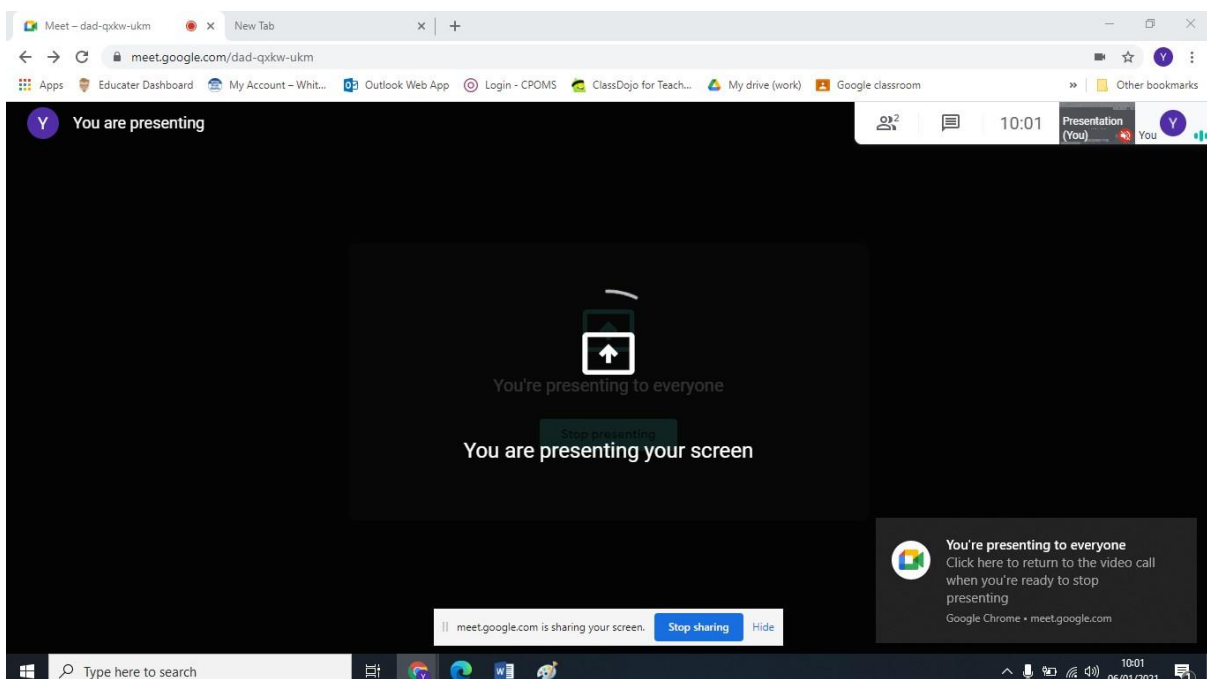 Meet – dad-qxkw-ukm
New Tab
meet.google.com/dad-qxkw-ukm
Y
Apps
Educater Dashboard
My Account – Whit...
Outlook Web App
Login - CPOMS
ClassDojo for Teach...
My drive (work)
Google classroom
»
Other bookmarks
Y You are presenting
2
10:01
Presentation
(You)
You
Y
You're presenting to everyone
Stop presenting
You are presenting your screen
You're presenting to everyone
Click here to return to the video call
when you're ready to stop
presenting
Google Chrome • meet.google.com
meet.google.com is sharing your screen.
Stop sharing
Hide
Type here to search
10:01
06/01/2021